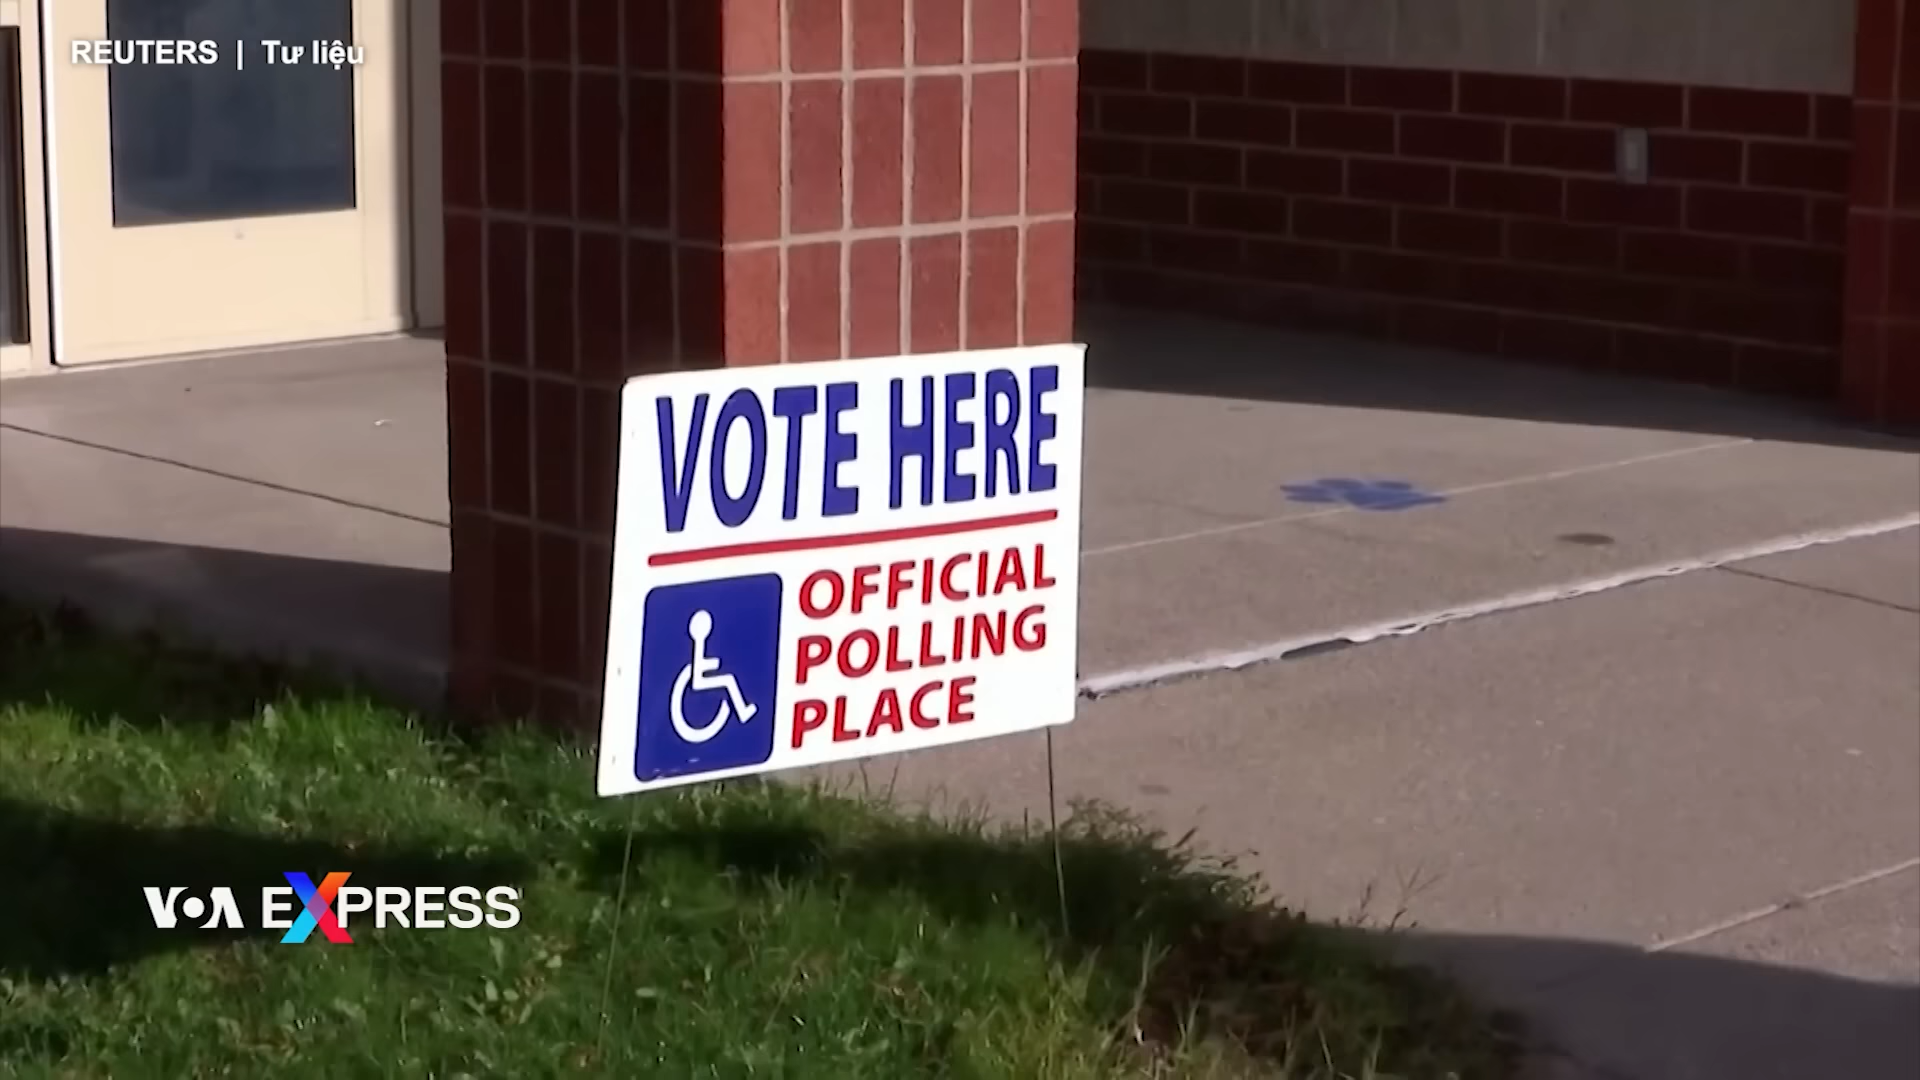 REUTERS | Tư liệu
VOTE HERE
OFFICIAL
POLLING
PLACE
VOA EXPRESS